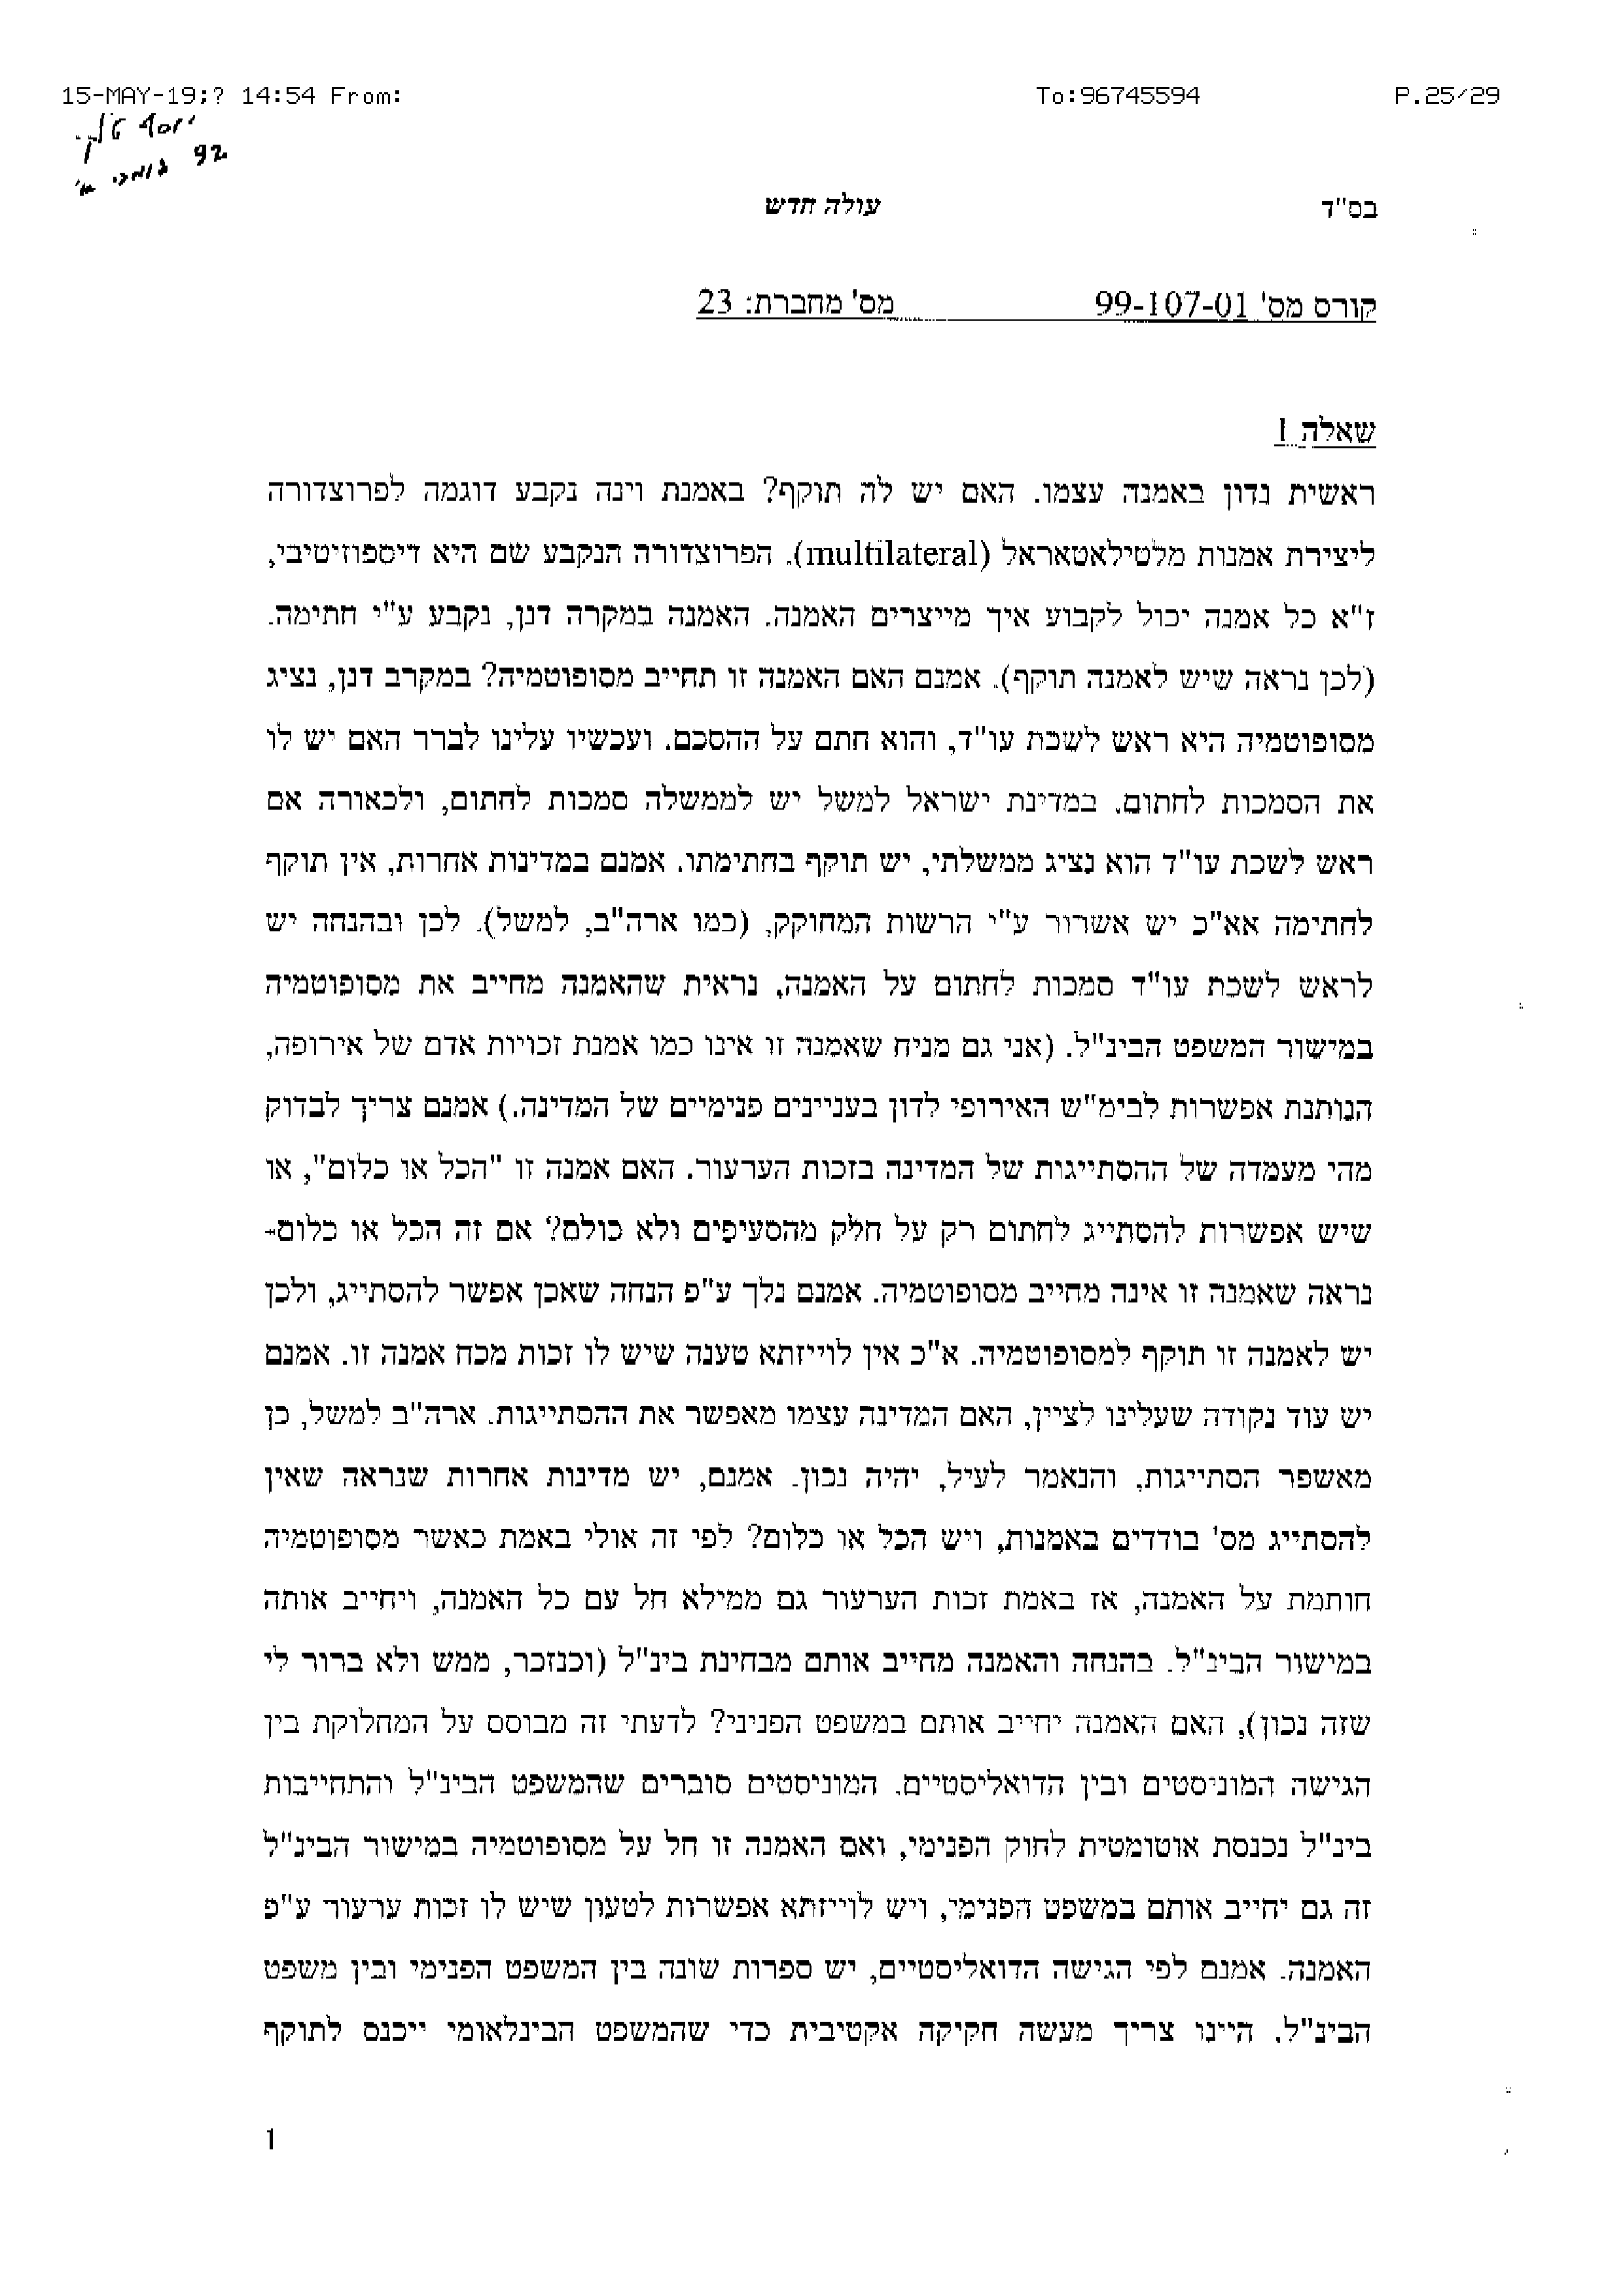 15-MAY-19;? 14:54 From: To:96745594 P.25/29
יוסף
92
בס"ד עולה חדש
קורס מס' 99-107-01 מס' מחברת: 23
שאלה 1
ראשית נדון באמנה עצמו. האם יש לה תוקף? באמנת וינה נקבע דוגמה לפרוצדורה
ליצירת אמנות מלטילאטאראל (multilateral). הפרוצדורה הנקבע שם היא דיספוזיטיבי,
ז"א כל אמנה יכול לקבוע איך מייצרים האמנה. האמנה במקרה דנן, נקבע ע"י חתימה.
(לכן נראה שיש לאמנה תוקף). אמנם האם האמנה זו תחייב מסופוטמיה? במקרב דנן, נציג
מסופוטמיה היא ראש לשכת עו"ד, והוא חתם על ההסכם. ועכשיו עלינו לברר האם יש לו
את הסמכות לחתום. במדינת ישראל למשל יש לממשלה סמכות לחתום, ולכאורה אם
ראש לשכת עו"ד הוא נציג ממשלתי, יש תוקף בחתימתו. אמנם במדינות אחרות, אין תוקף
לחתימה אא"כ יש אשרור ע"י הרשות המחוקק, (כמו ארה"ב, למשל). לכן ובהנחה יש
לראש לשכת עו"ד סמכות לחתום על האמנה, נראית שהאמנה מחייב את מסופוטמיה
במישור המשפט הבינ"ל. (אני גם מניח שאמנה זו אינו כמו אמנת זכויות אדם של אירופה,
הנותנת אפשרות לבימ"ש האירופי לדון בעניינים פנימיים של המדינה.) אמנם צריך לבדוק
מהי מעמדה של ההסתייגות של המדינה בזכות הערעור. האם אמנה זו "הכל או כלום", או
שיש אפשרות להסתייג לחתום רק על חלק מהסעיפים ולא כולם? אם זה הכל או כלום-
נראה שאמנה זו אינה מחייב מסופוטמיה. אמנם נלך ע"פ הנחה שאכן אפשר להסתייג, ולכן
יש לאמנה זו תוקף למסופוטמיה. א"כ אין לוייזתא טענה שיש לו זכות מכח אמנה זו. אמנם
יש עוד נקודה שעלינו לציין, האם המדינה עצמו מאפשר את ההסתייגות. ארה"ב למשל, כן
מאשפר הסתייגות, והנאמר לעיל, יהיה נכון. אמנם, יש מדינות אחרות שנראה שאין
להסתייג מס' בודדים באמנות, ויש הכל או כלום? לפי זה אולי באמת כאשר מסופוטמיה
חותמת על האמנה, אז באמת זכות הערעור גם ממילא חל עם כל האמנה, ויחייב אותה
במישור הבינ"ל. בהנחה והאמנה מחייב אותם מבחינת בינ"ל (וכנזכר, ממש ולא ברור לי
שזה נכון), האם האמנה יחייב אותם במשפט הפניני? לדעתי זה מבוסס על המחלוקת בין
הגישה המוניסטים ובין הדואליסטיים. המוניסטים סוברים שהמשפט הבינ"ל והתחייבות
בינ"ל נכנסת אוטומטית לחוק הפנימי, ואם האמנה זו חל על מסופוטמיה במישור הבינ"ל
זה גם יחייב אותם במשפט הפנימי, ויש לוייזתא אפשרות לטעון שיש לו זכות ערעור ע"פ
האמנה. אמנם לפי הגישה הדואליסטיים, יש ספרות שונה בין המשפט הפנימי ובין משפט
הבינ"ל. היינו צריך מעשה חקיקה אקטיבית כדי שהמשפט הבינלאומי ייכנס לתוקף
1